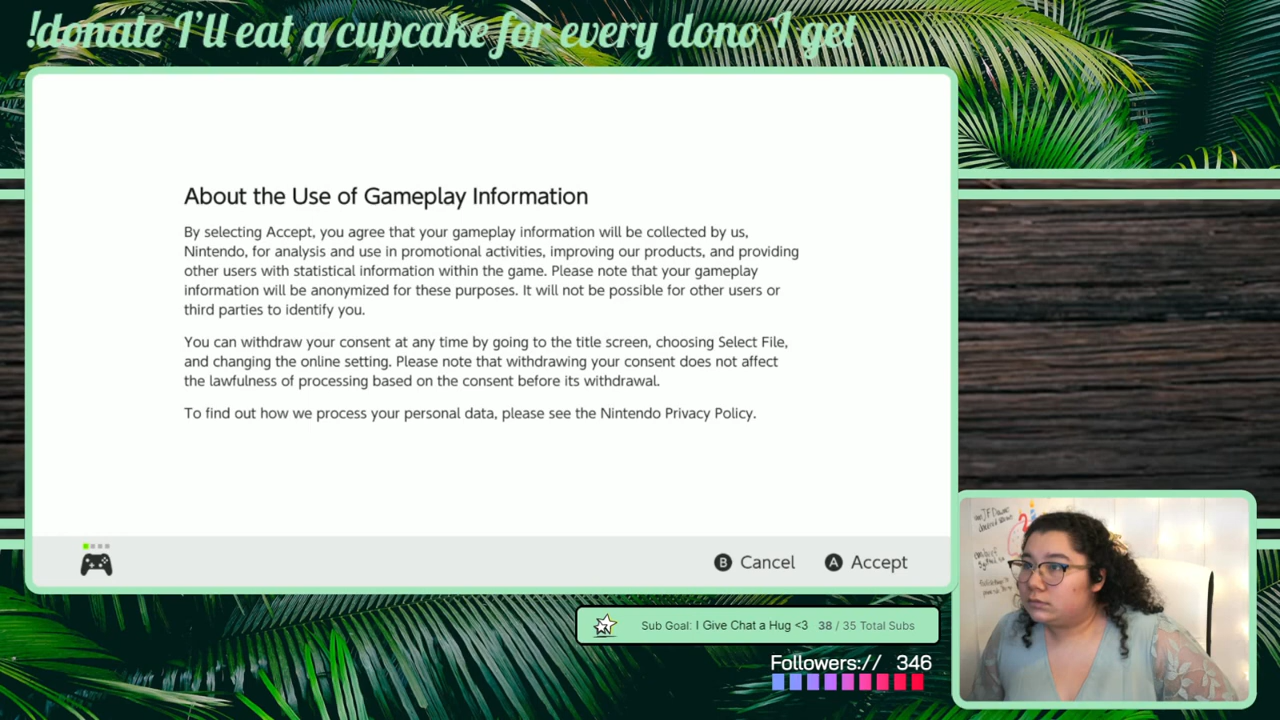 !donate I'll eat a cupcake for every dono I get
About the Use of Gameplay Information
By selecting Accept, you agree that your gameplay information will be collected by us,
Nintendo, for analysis and use in promotional activities, improving our products, and providing
other users with statistical information within the game. Please note that your gameplay
information will be anonymized for these purposes. It will not be possible for other users or
third parties to identify you.
You can withdraw your consent at any time by going to the title screen, choosing Select File,
and changing the online setting. Please note that withdrawing your consent does not affect
the lawfulness of processing based on the consent before its withdrawal.
To find out how we process your personal data, please see the Nintendo Privacy Policy.
B Cancel A Accept
Sub Goal: I Give Chat a Hug <3 38 / 35 Total Subs
Followers:// 346